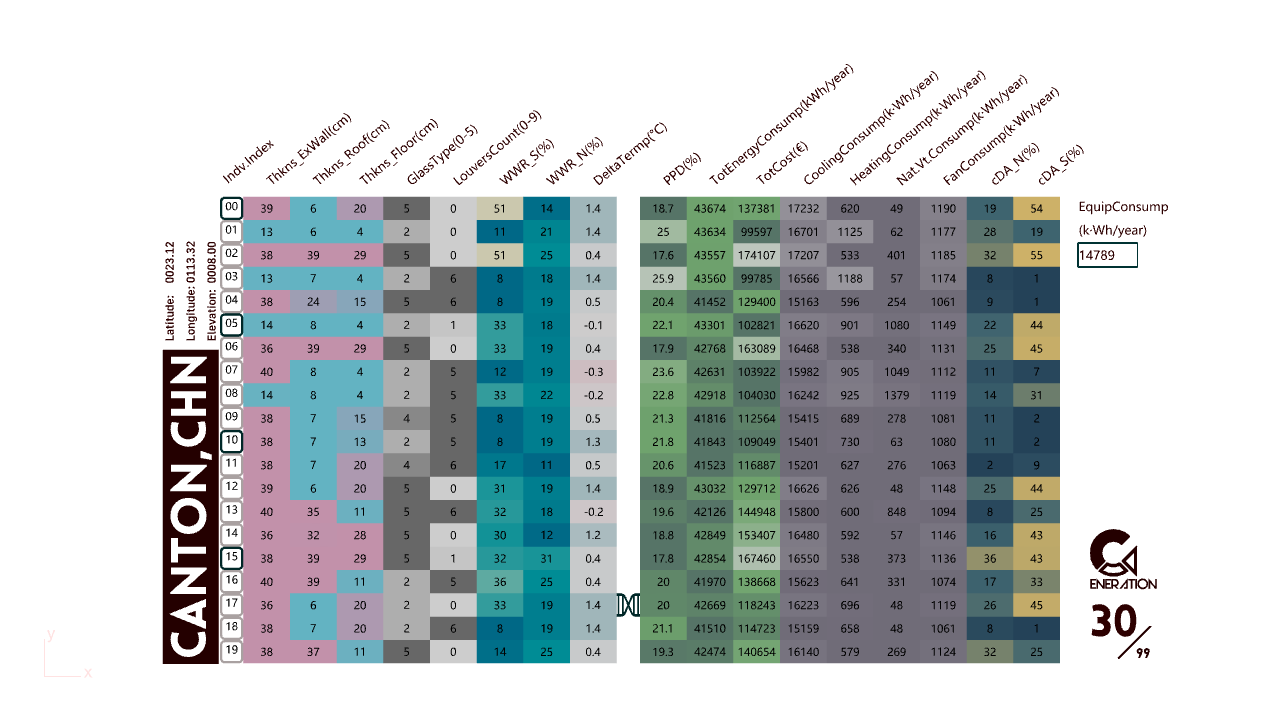 Indv.Index Thkns_ExWall(cm) Thkns_Roof(cm) Thkns_Floor(cm) GlassType(0-5) LouversCount(0-9) WWR_S(%) WWR_N(%) DeltaTermp(°C) PPD(%) TotEnergyConsump(kWh/year) TotCost(€) CoolingConsump(k·Wh/year) HeatingConsump(k·Wh/year) Nat.Vt.Consump(k·Wh/year) FanConsump(k·Wh/year) cDA_N(%) cDA_S(%)
00 39 6 20 5 0 51 14 1.4 18.7 43674 137381 17232 620 49 1190 19 54
01 13 6 4 2 0 11 21 1.4 25 43634 99597 16701 1125 62 1177 28 19
02 38 39 29 5 0 51 25 0.4 17.6 43557 174107 17207 533 401 1185 32 55
03 13 7 4 2 6 8 18 1.4 25.9 43560 99785 16566 1188 57 1174 8 1
04 38 24 15 5 6 8 19 0.5 20.4 41452 129400 15163 596 254 1061 9 1
05 14 8 4 2 1 33 18 -0.1 22.1 43301 102821 16620 901 1080 1149 22 44
06 36 39 29 5 0 33 19 0.4 17.9 42768 163089 16468 538 340 1131 25 45
07 40 8 4 2 5 12 19 -0.3 23.6 42631 103922 15982 905 1049 1112 11 7
08 14 8 4 2 5 33 22 -0.2 22.8 42918 104030 16242 925 1379 1119 14 31
09 38 7 15 4 5 8 19 0.5 21.3 41816 112564 15415 689 278 1081 11 2
10 38 7 13 2 5 8 19 1.3 21.8 41843 109049 15401 730 63 1080 11 2
11 38 7 20 4 6 17 11 0.5 20.6 41523 116887 15201 627 276 1063 2 9
12 39 6 20 5 0 31 19 1.4 18.9 43032 129712 16626 626 48 1148 25 44
13 40 35 11 5 6 32 18 -0.2 19.6 42126 144948 15800 600 848 1094 8 25
14 36 32 28 5 0 30 12 1.2 18.8 42849 153407 16480 592 57 1146 16 43
15 38 39 29 5 1 32 31 0.4 17.8 42854 167460 16550 538 373 1136 36 43
16 40 39 11 2 5 36 25 0.4 20 41970 138668 15623 641 331 1074 17 33
17 36 6 20 2 0 33 19 1.4 20 42669 118243 16223 696 48 1119 26 45
18 38 7 20 2 6 8 19 1.4 21.1 41510 114723 15159 658 48 1061 8 1
19 38 37 11 5 0 14 25 0.4 19.3 42474 140654 16140 579 269 1124 32 25
Latitude: 0023.12
Longitude: 0113.32
Elevation: 0008.00
CANTON,CHN
EquipConsump
(k·Wh/year)
14789
ENERATION
30/99
y
x